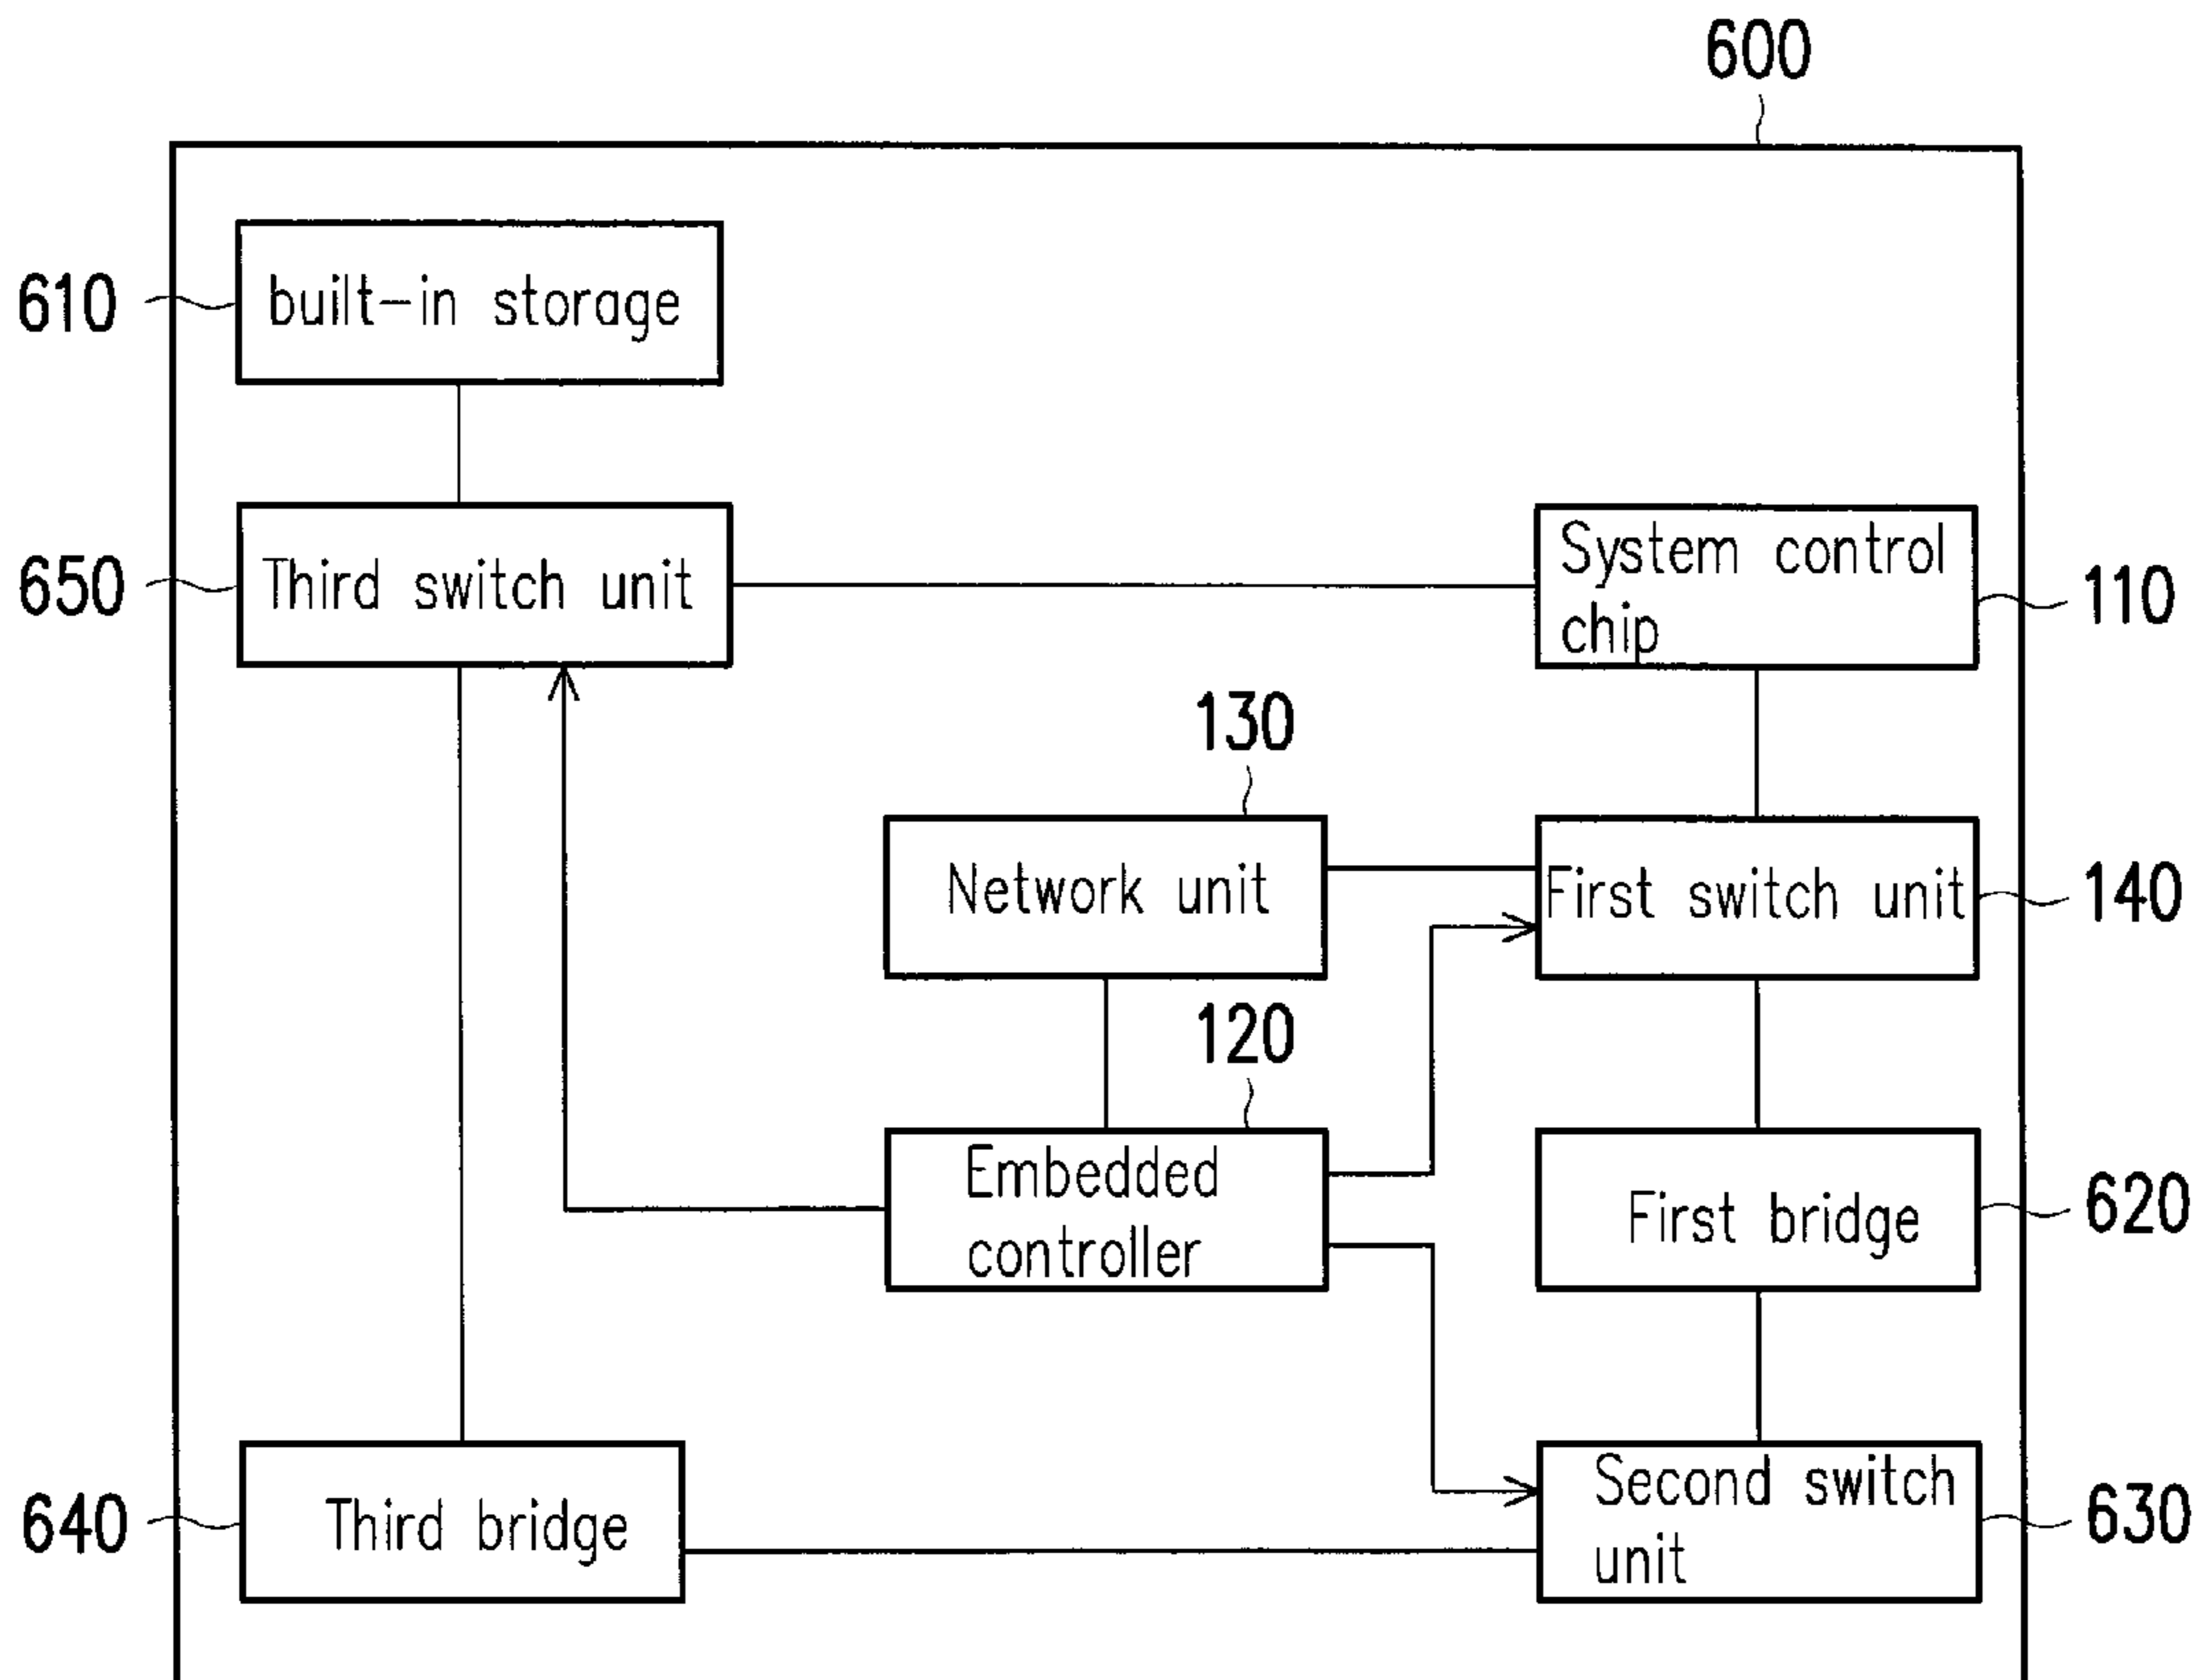 600
built-in storage
610
Third switch unit
650
System control
chip
110
130
Network unit
First switch unit
140
120
Embedded
controller
First bridge
620
Third bridge
640
Second switch
unit
630